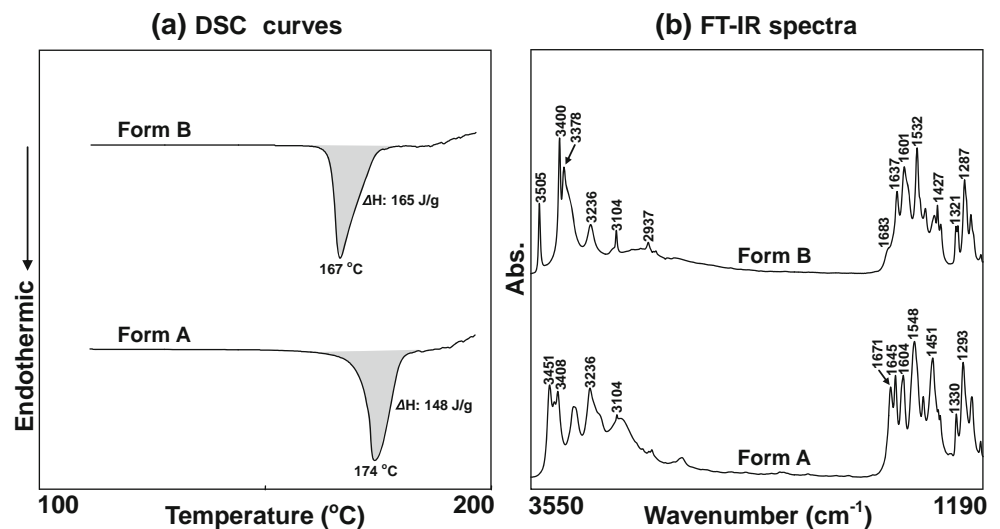 (a) DSC curves
Endothermic
Form B
ΔH: 165 J/g
167 °C
Form A
ΔH: 148 J/g
174 °C
100
200
Temperature (°C)
(b) FT-IR spectra
Abs.
3505
3400
3378
3236
3104
2937
1683
1637
1601
1532
1427
1321
1287
Form B
3451
3408
3236
3104
1671
1645
1604
1548
1451
1330
1293
Form A
3550
1190
Wavenumber (cm⁻¹)